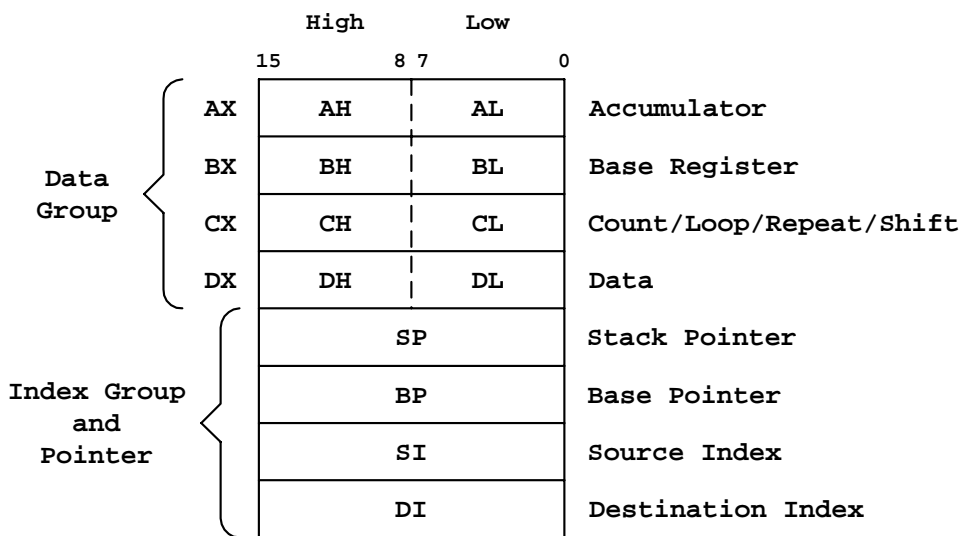 High Low
15 8 7 0
AX AH AL Accumulator
BX BH BL Base Register
Data
Group
CX CH CL Count/Loop/Repeat/Shift
DX DH DL Data
SP Stack Pointer
Index Group
and
Pointer
BP Base Pointer
SI Source Index
DI Destination Index